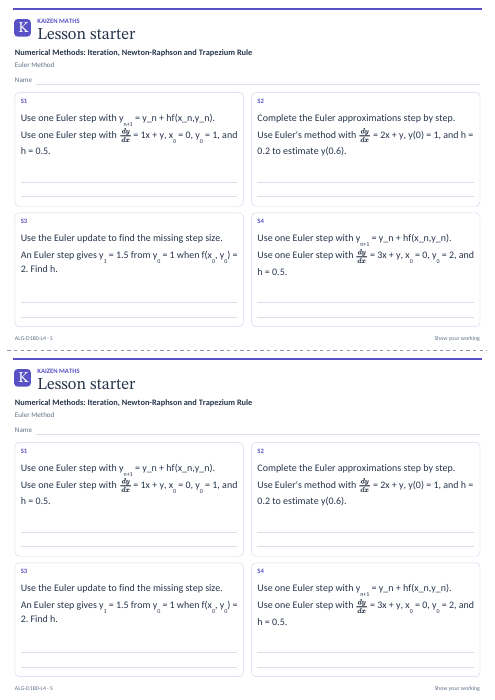 K
KAIZEN MATHS
Lesson starter
Numerical Methods: Iteration, Newton-Raphson and Trapezium Rule
Euler Method
Name
S1
Use one Euler step with y_{n+1} = y_n + hf(x_n,y_n).
Use one Euler step with dy/dx = 1x + y, x_0 = 0, y_0 = 1, and
h = 0.5.
S2
Complete the Euler approximations step by step.
Use Euler's method with dy/dx = 2x + y, y(0) = 1, and h =
0.2 to estimate y(0.6).
S3
Use the Euler update to find the missing step size.
An Euler step gives y_1 = 1.5 from y_0 = 1 when f(x_0, y_0) =
2. Find h.
S4
Use one Euler step with y_{n+1} = y_n + hf(x_n,y_n).
Use one Euler step with dy/dx = 3x + y, x_0 = 0, y_0 = 2, and
h = 0.5.
ALG-D1BD-L4 - S
Show your working
K
KAIZEN MATHS
Lesson starter
Numerical Methods: Iteration, Newton-Raphson and Trapezium Rule
Euler Method
Name
S1
Use one Euler step with y_{n+1} = y_n + hf(x_n,y_n).
Use one Euler step with dy/dx = 1x + y, x_0 = 0, y_0 = 1, and
h = 0.5.
S2
Complete the Euler approximations step by step.
Use Euler's method with dy/dx = 2x + y, y(0) = 1, and h =
0.2 to estimate y(0.6).
S3
Use the Euler update to find the missing step size.
An Euler step gives y_1 = 1.5 from y_0 = 1 when f(x_0, y_0) =
2. Find h.
S4
Use one Euler step with y_{n+1} = y_n + hf(x_n,y_n).
Use one Euler step with dy/dx = 3x + y, x_0 = 0, y_0 = 2, and
h = 0.5.
ALG-D1BD-L4 - S
Show your working